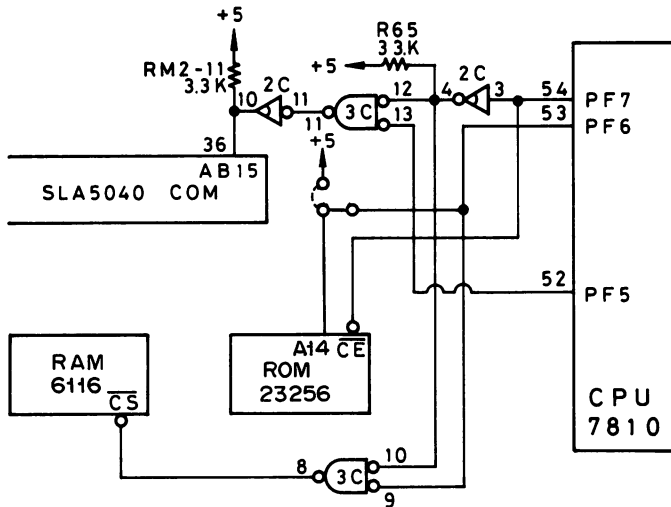 +5
R65
33.K
RM2-11
3.3K
+5
2C
10
11
12
3C
13
11
4
2C
3
54
PF7
53
PF6
+5
36
AB15
SLA5040 COM
52
PF5
RAM
6116
CS
A14 CE
ROM
23256
CPU
7810
8
3C
10
9